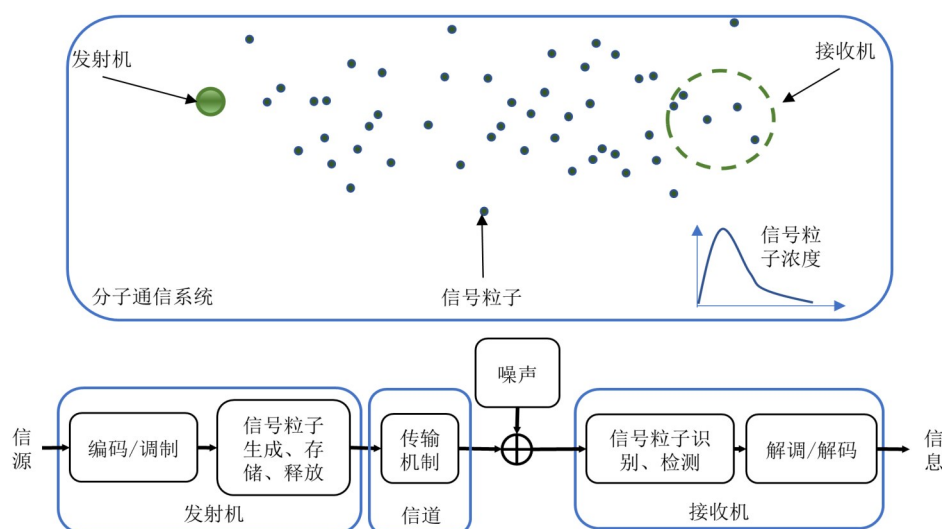 发射机
接收机
信号粒
子浓度
分子通信系统
信号粒子
噪声
信
源
编码/调制
信号粒子
生成、存
储、释放
传输
机制
信号粒子识
别、检测
解调/解码
信
息
发射机
信道
接收机